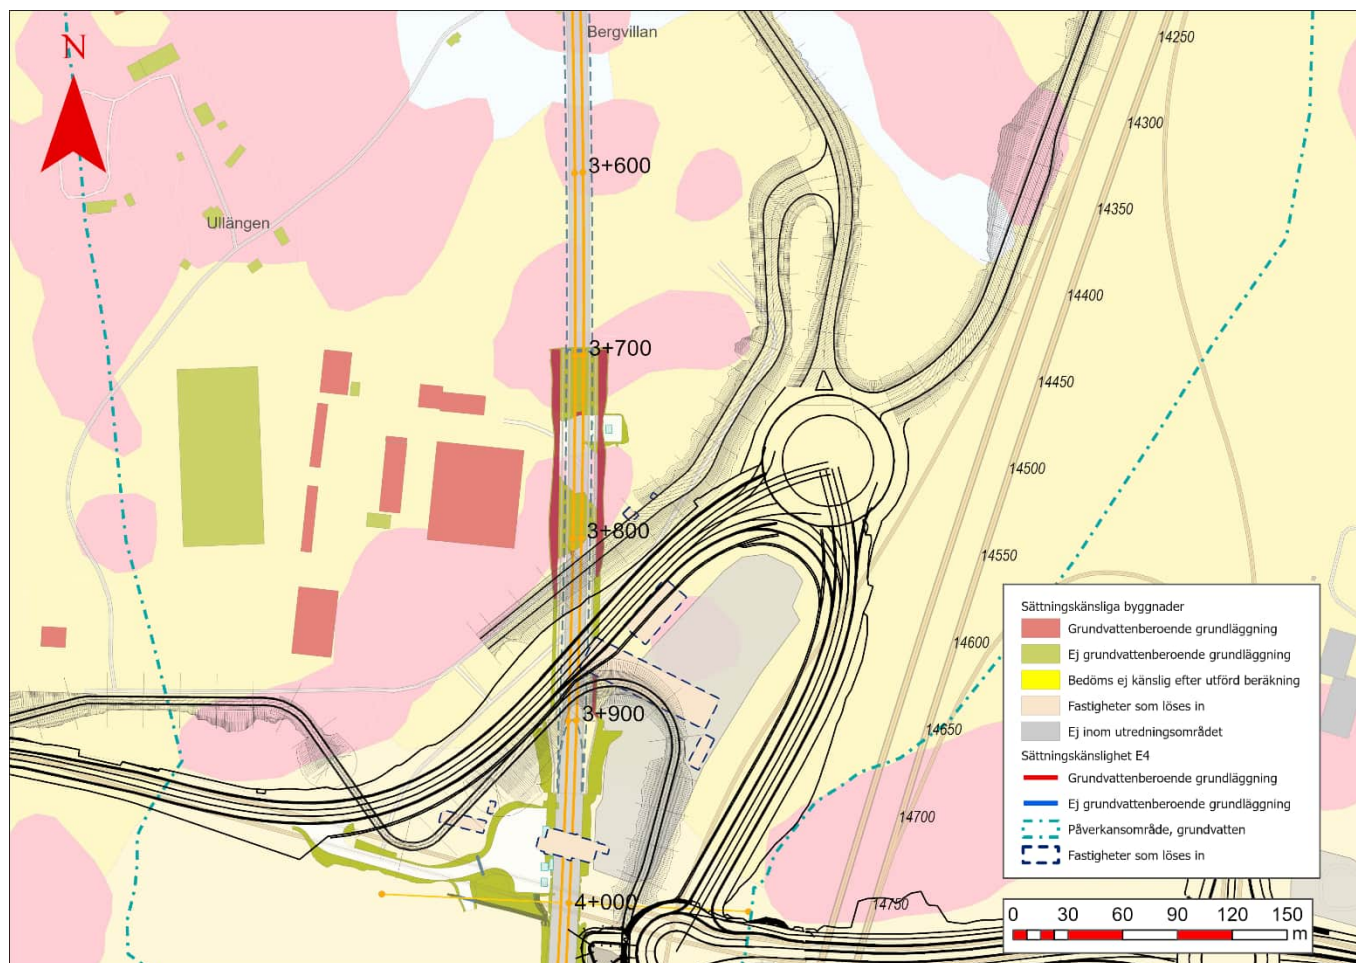 Bergvillan
N
14250
14300
3+600
14350
Ullängen
14400
3+700
14450
14500
3+800
14550
14600
3+900
14650
14700
4+000
14750
Sättningskänsliga byggnader
Grundvattenberoende grundläggning
Ej grundvattenberoende grundläggning
Bedöms ej känslig efter utförd beräkning
Fastigheter som löses in
Ej inom utredningsområdet
Sättningskänslighet E4
Grundvattenberoende grundläggning
Ej grundvattenberoende grundläggning
Påverkansområde, grundvatten
Fastigheter som löses in
0 30 60 90 120 150
m